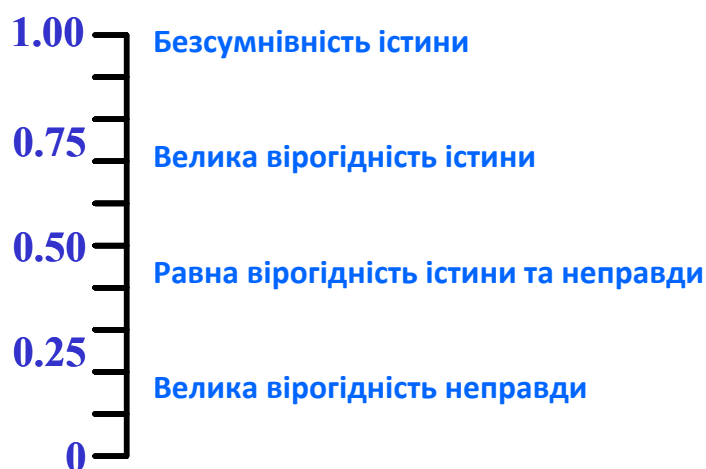 1.00 Безсумнівність істини
0.75 Велика вірогідність істини
0.50 Равна вірогідність істини та неправди
0.25 Велика вірогідність неправди
0